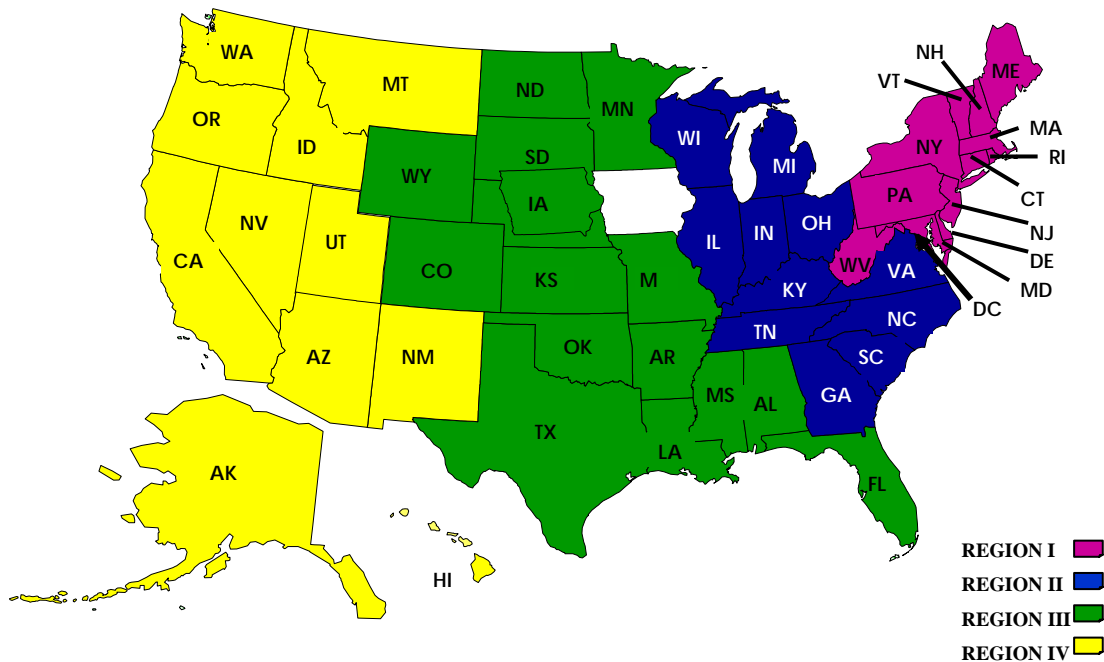 WA
MT
ND
MN
NH
VT
ME
OR
ID
SD
WI
MI
NY
MA
RI
CT
WY
IA
PA
NJ
NV
UT
CO
IL
IN
OH
DE
CA
KS
M
WV
VA
MD
KY
DC
AZ
NM
OK
AR
TN
NC
SC
TX
MS
AL
GA
LA
FL
AK
HI
REGION I
REGION II
REGION III
REGION IV